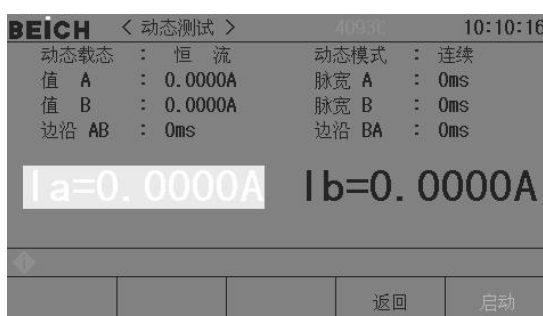 BEICH < 动态测试 > 4093C 10:10:16
动态载态 : 恒 流 动态模式 : 连续
值 A : 0.0000A 脉宽 A : 0ms
值 B : 0.0000A 脉宽 B : 0ms
边沿 AB : 0ms 边沿 BA : 0ms
Ia=0.0000A Ib=0.0000A
返回 启动